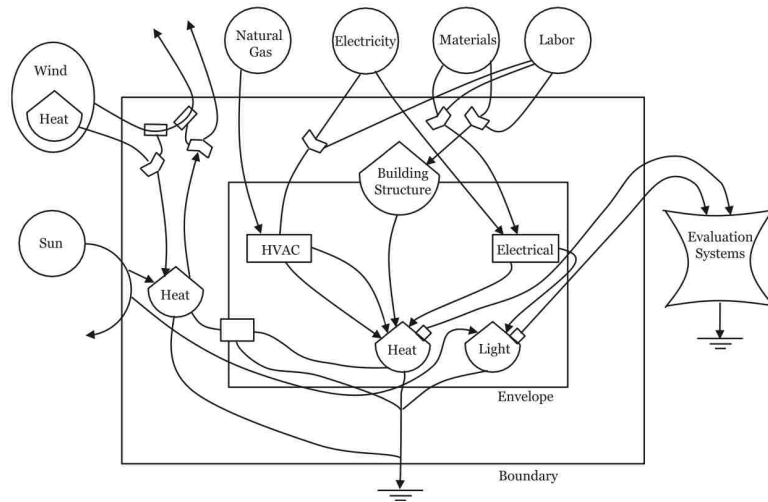 Natural
Gas
Electricity
Materials
Labor
Wind
Heat
Building
Structure
Sun
HVAC
Electrical
Evaluation
Systems
Heat
Heat
Light
Envelope
Boundary